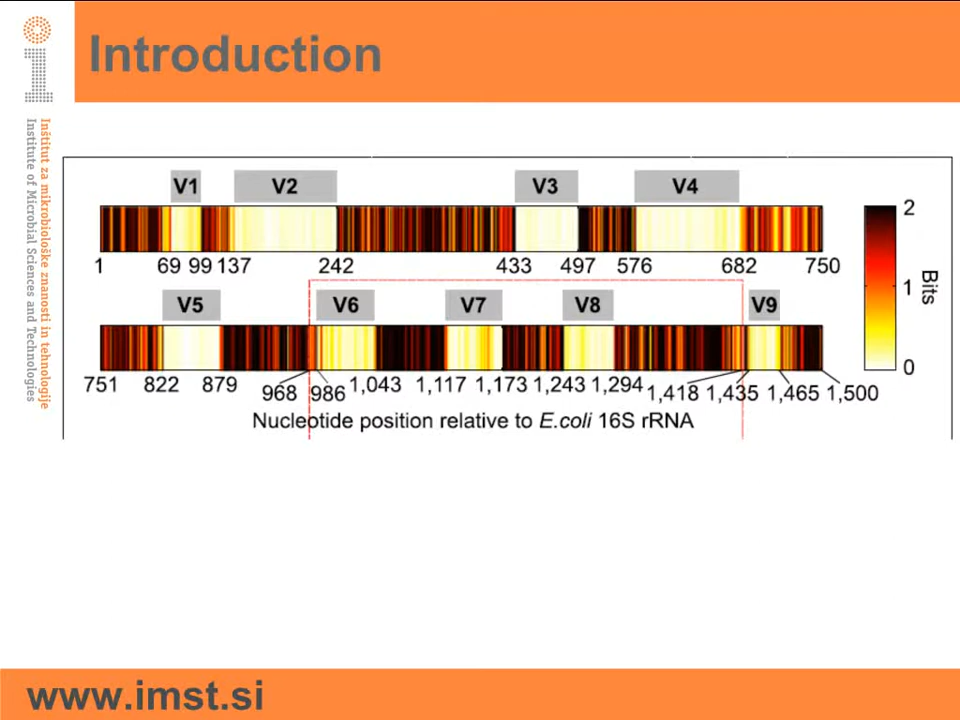 Introduction
Inštitut za mikrobiološke znanosti in tehnologije
Institute of Microbial Sciences and Technologies
V1 V2 V3 V4
1 69 99 137 242 433 497 576 682 750
V5 V6 V7 V8 V9
751 822 879 968 986 1,043 1,117 1,173 1,243 1,294 1,418 1,435 1,465 1,500
Nucleotide position relative to E.coli 16S rRNA
2
1
0
Bits
www.imst.si